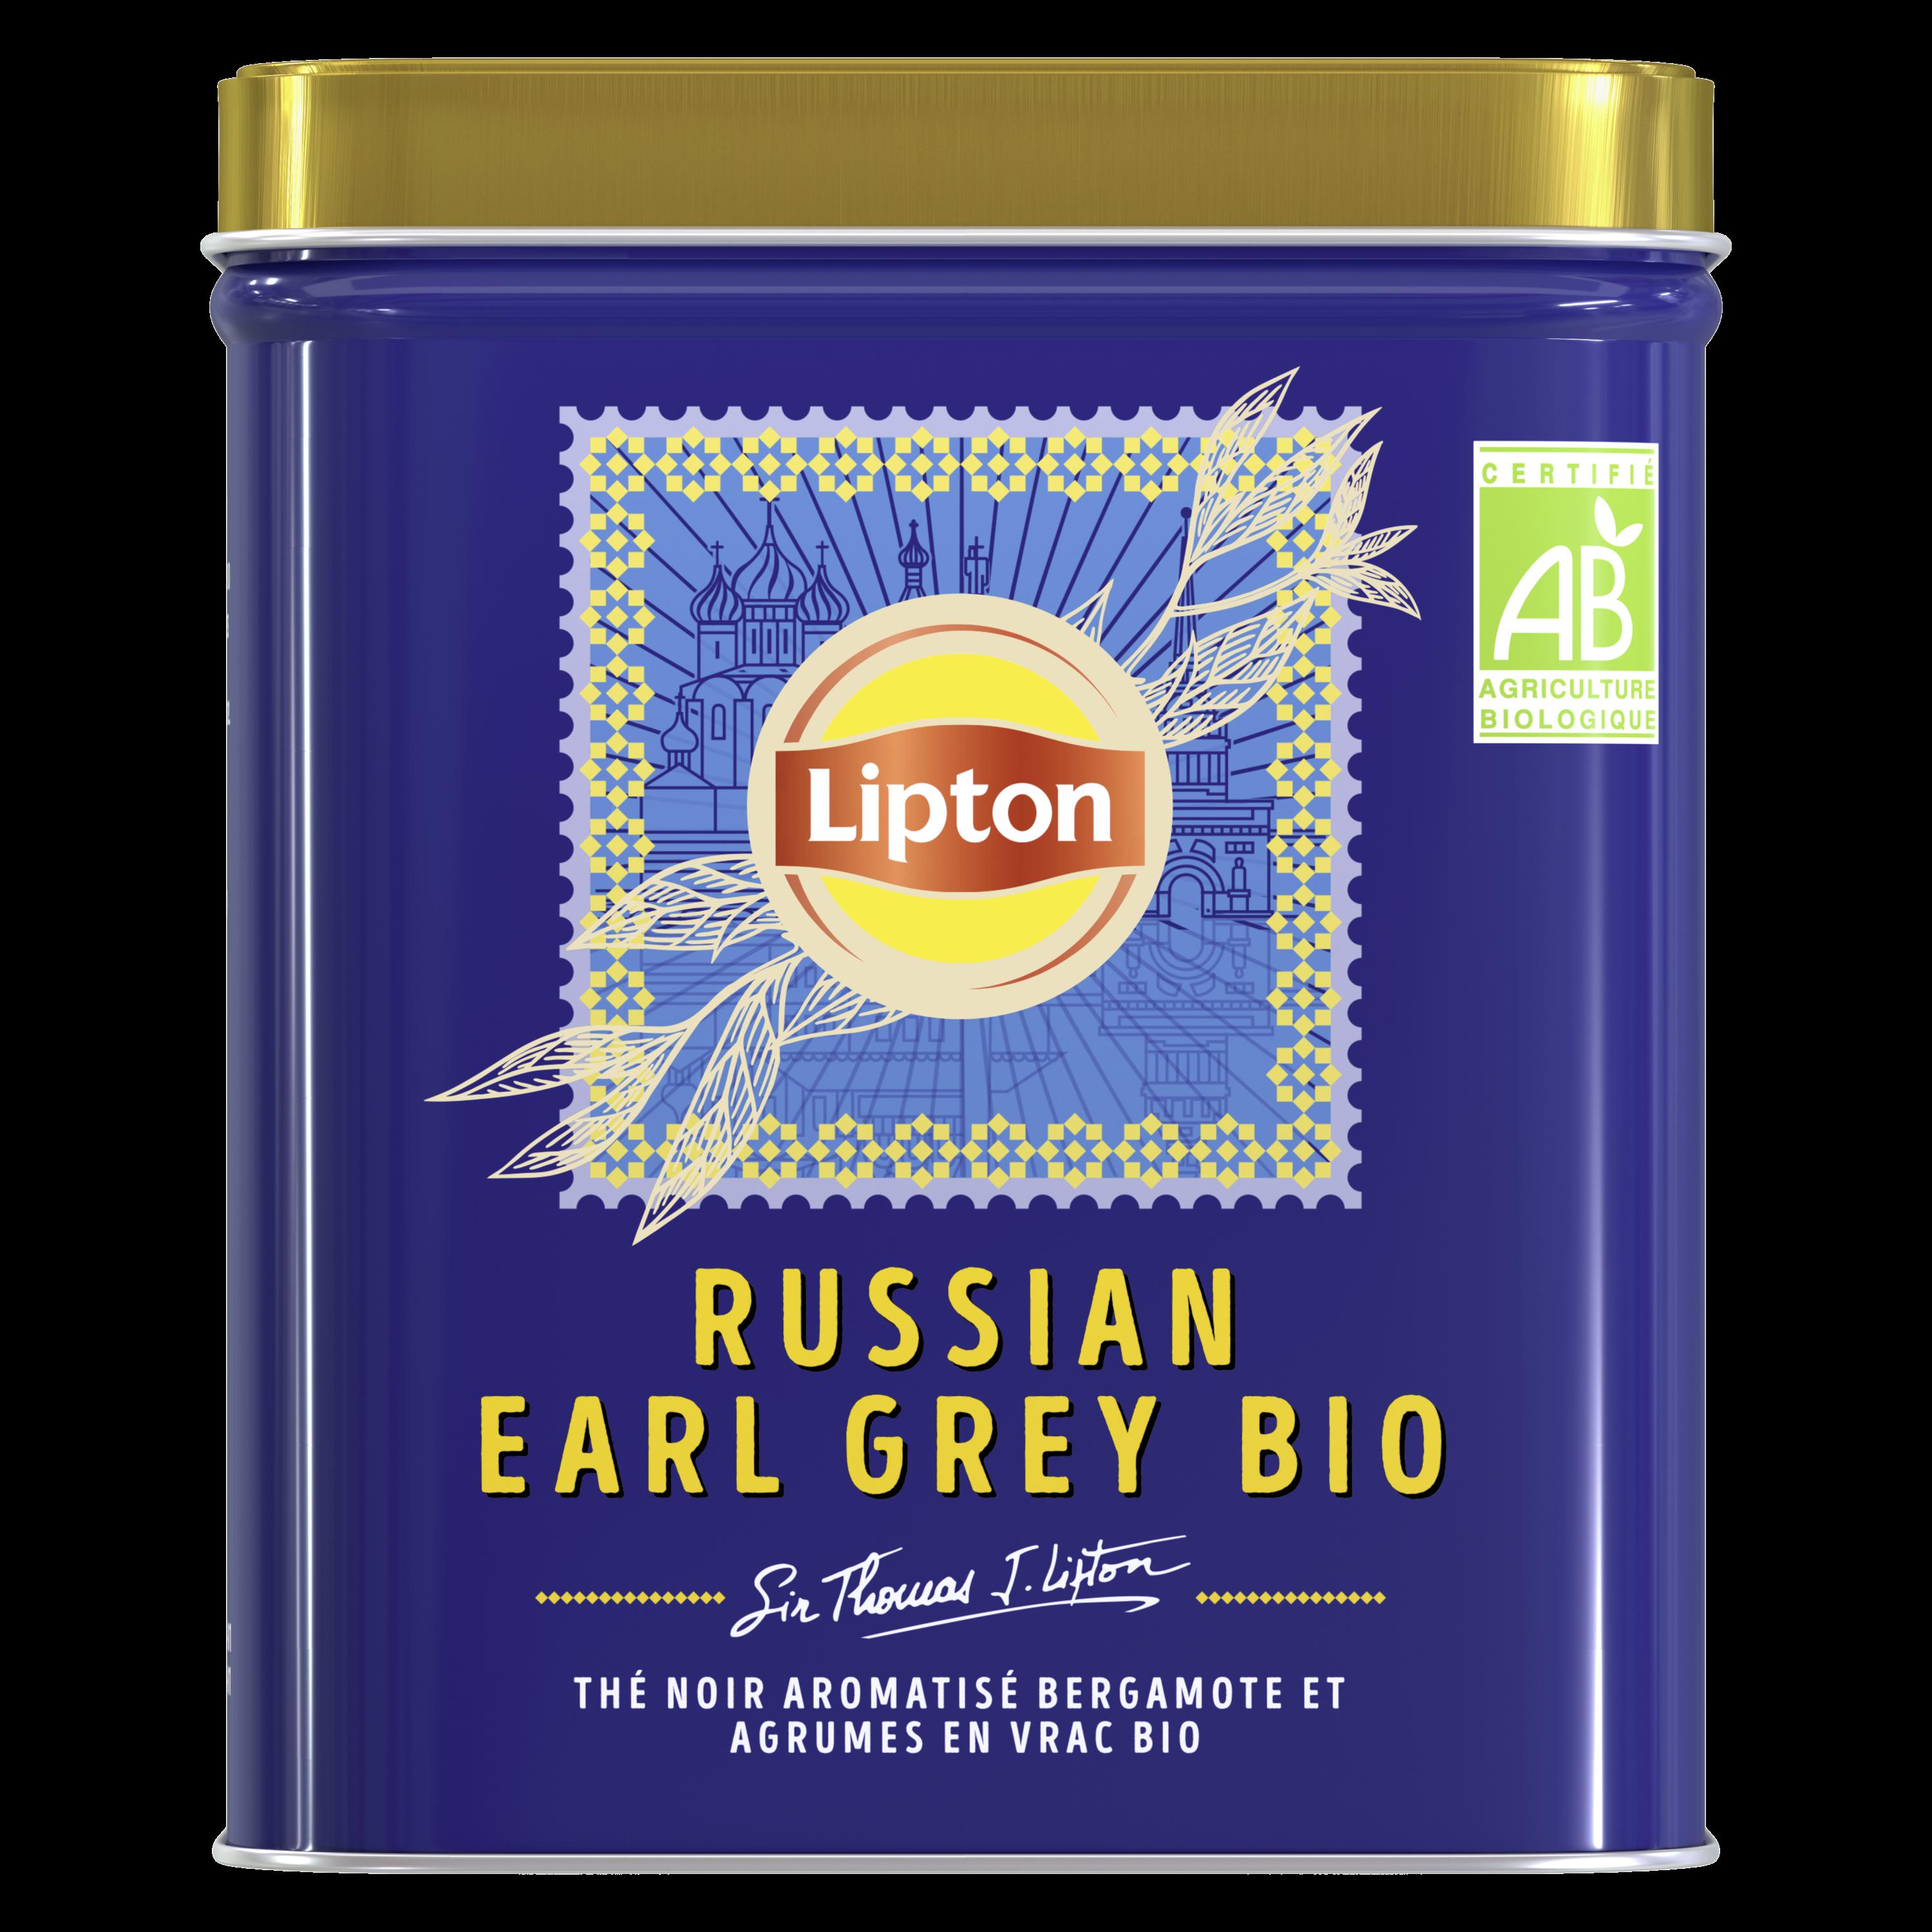 CERTIFIÉ
AB
AGRICULTURE
BIOLOGIQUE
Lipton
RUSSIAN
EARL GREY BIO
Sir Thomas J. Lipton
THÉ NOIR AROMATISÉ BERGAMOTE ET
AGRUMES EN VRAC BIO